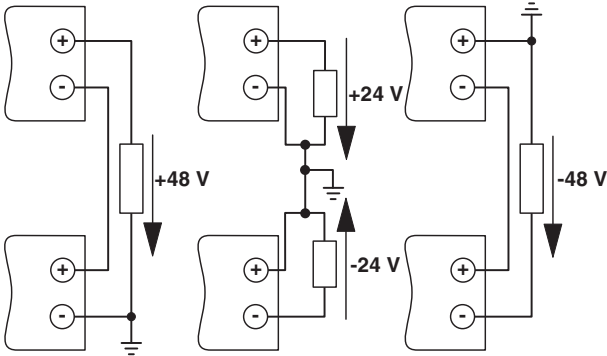 + + +
- - -
+24 V
+48 V
-48 V
-24 V
+ + +
- - -